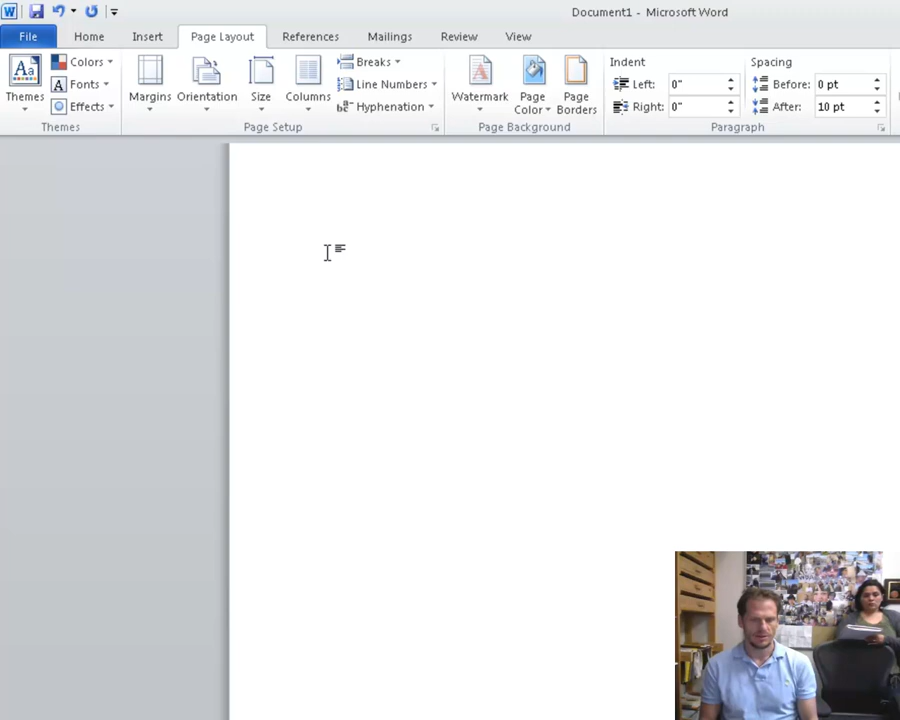 Document1 - Microsoft Word
File Home Insert Page Layout References Mailings Review View
Themes
Colors
Fonts
Effects
Themes
Margins
Orientation
Size
Columns
Breaks
Line Numbers
Hyphenation
Page Setup
Watermark
Page
Color
Page
Borders
Page Background
Indent
Left: 0"
Right: 0"
Spacing
Before: 0 pt
After: 10 pt
Paragraph